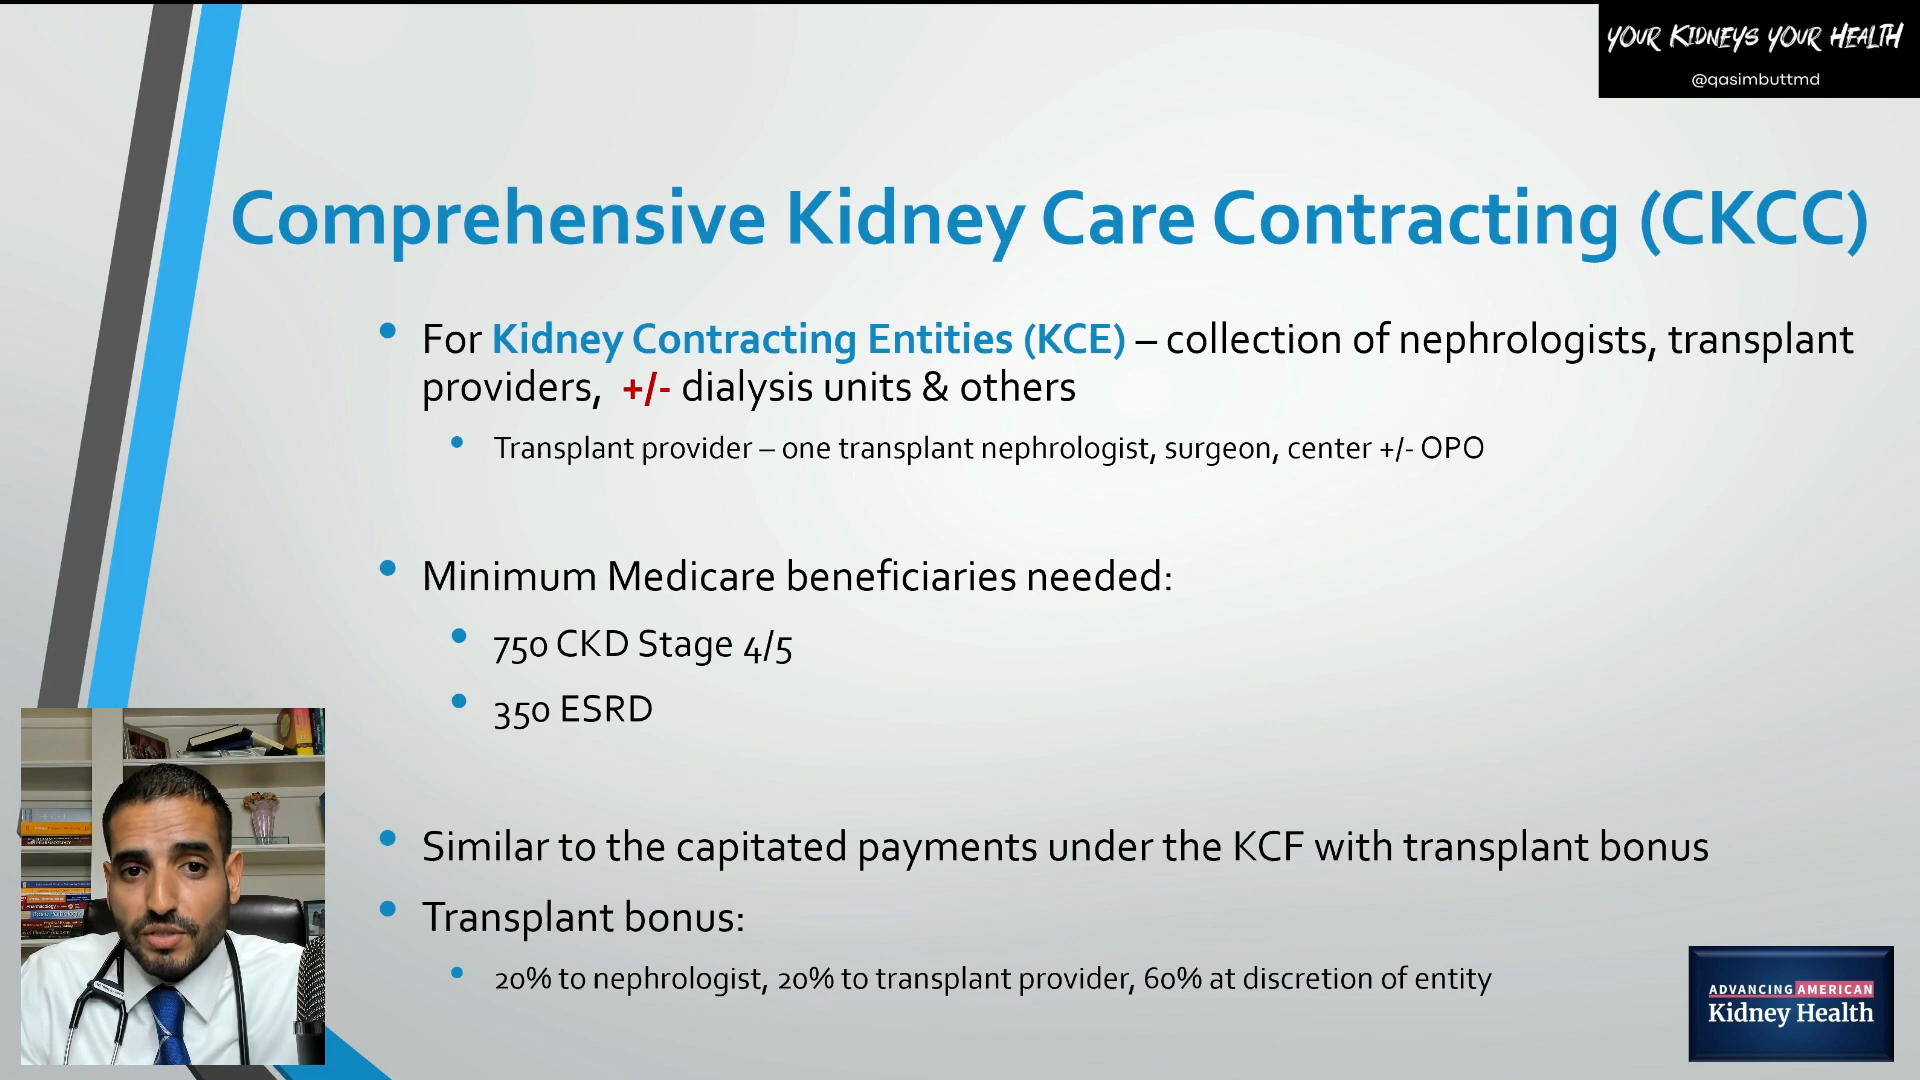 YOUR KIDNEYS YOUR HEALTH
@qasimbuttmd
Comprehensive Kidney Care Contracting (CKCC)
• For Kidney Contracting Entities (KCE) – collection of nephrologists, transplant
providers, +/- dialysis units & others
• Transplant provider – one transplant nephrologist, surgeon, center +/- OPO
• Minimum Medicare beneficiaries needed:
• 750 CKD Stage 4/5
• 350 ESRD
• Similar to the capitated payments under the KCF with transplant bonus
• Transplant bonus:
• 20% to nephrologist, 20% to transplant provider, 60% at discretion of entity
ADVANCING AMERICAN
Kidney Health